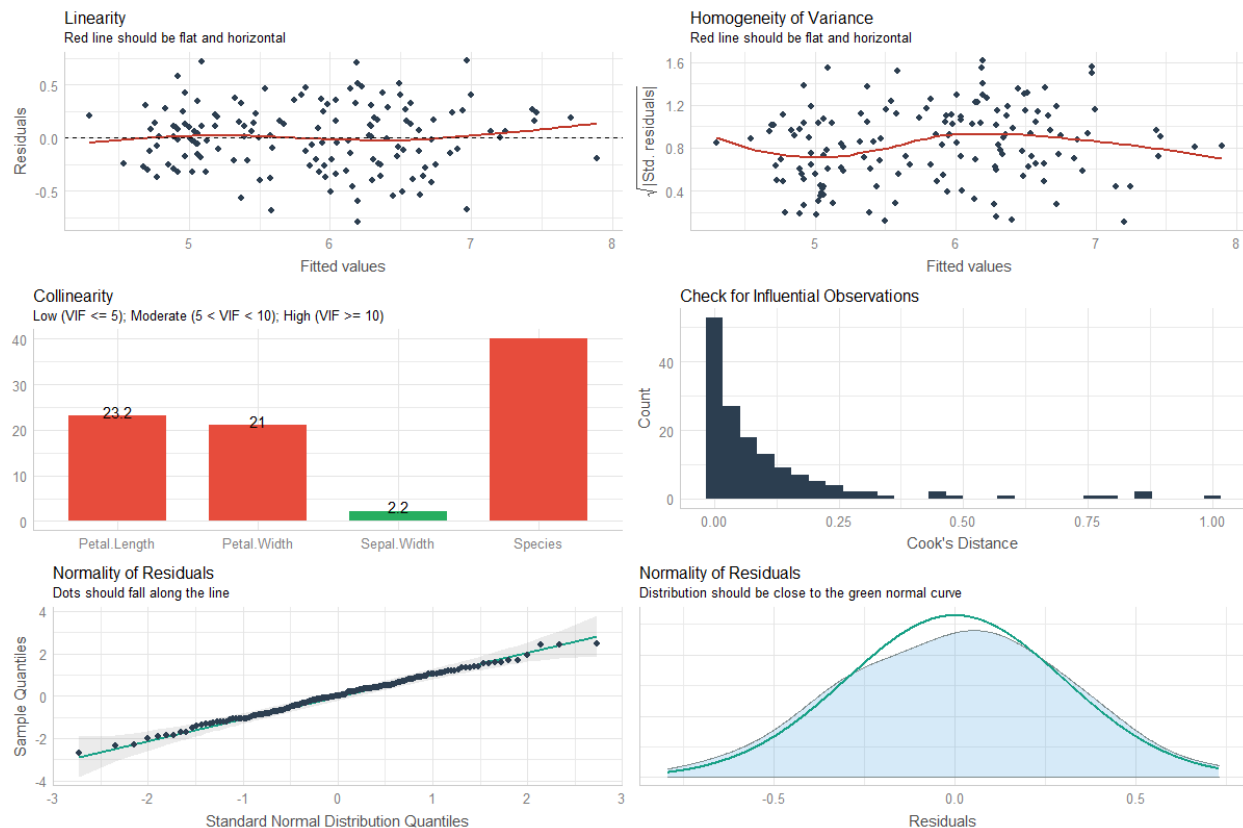 Linearity
Red line should be flat and horizontal
Residuals
0.5
0.0
-0.5
5
6
7
8
Fitted values
Homogeneity of Variance
Red line should be flat and horizontal
√|Std. residuals|
1.6
1.2
0.8
0.4
5
6
7
8
Fitted values
Collinearity
Low (VIF <= 5); Moderate (5 < VIF < 10); High (VIF >= 10)
40
30
20
10
0
23.2
21
2.2
Petal.Length
Petal.Width
Sepal.Width
Species
Check for Influential Observations
Count
40
20
0
0.00
0.25
0.50
0.75
1.00
Cook's Distance
Normality of Residuals
Dots should fall along the line
Sample Quantiles
4
2
0
-2
-4
-3
-2
-1
0
1
2
3
Standard Normal Distribution Quantiles
Normality of Residuals
Distribution should be close to the green normal curve
-0.5
0.0
0.5
Residuals